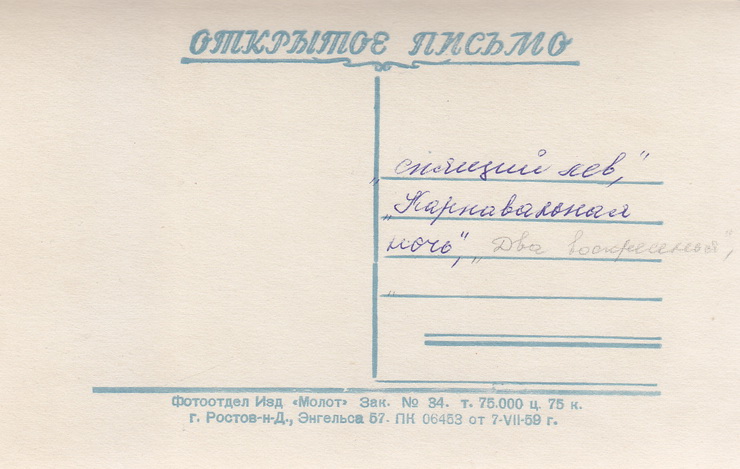 ОТКРЫТОЕ ПИСЬМО
„спящий лев,“
„Карнавальная
ночь“, „Два воскресенья“,
„
Фотоотдел Изд. «Молот» Зак. № 34. т. 75.000 ц. 75 к.
г. Ростов-н-Д., Энгельса 57. ПК 06453 от 7-VII-59 г.